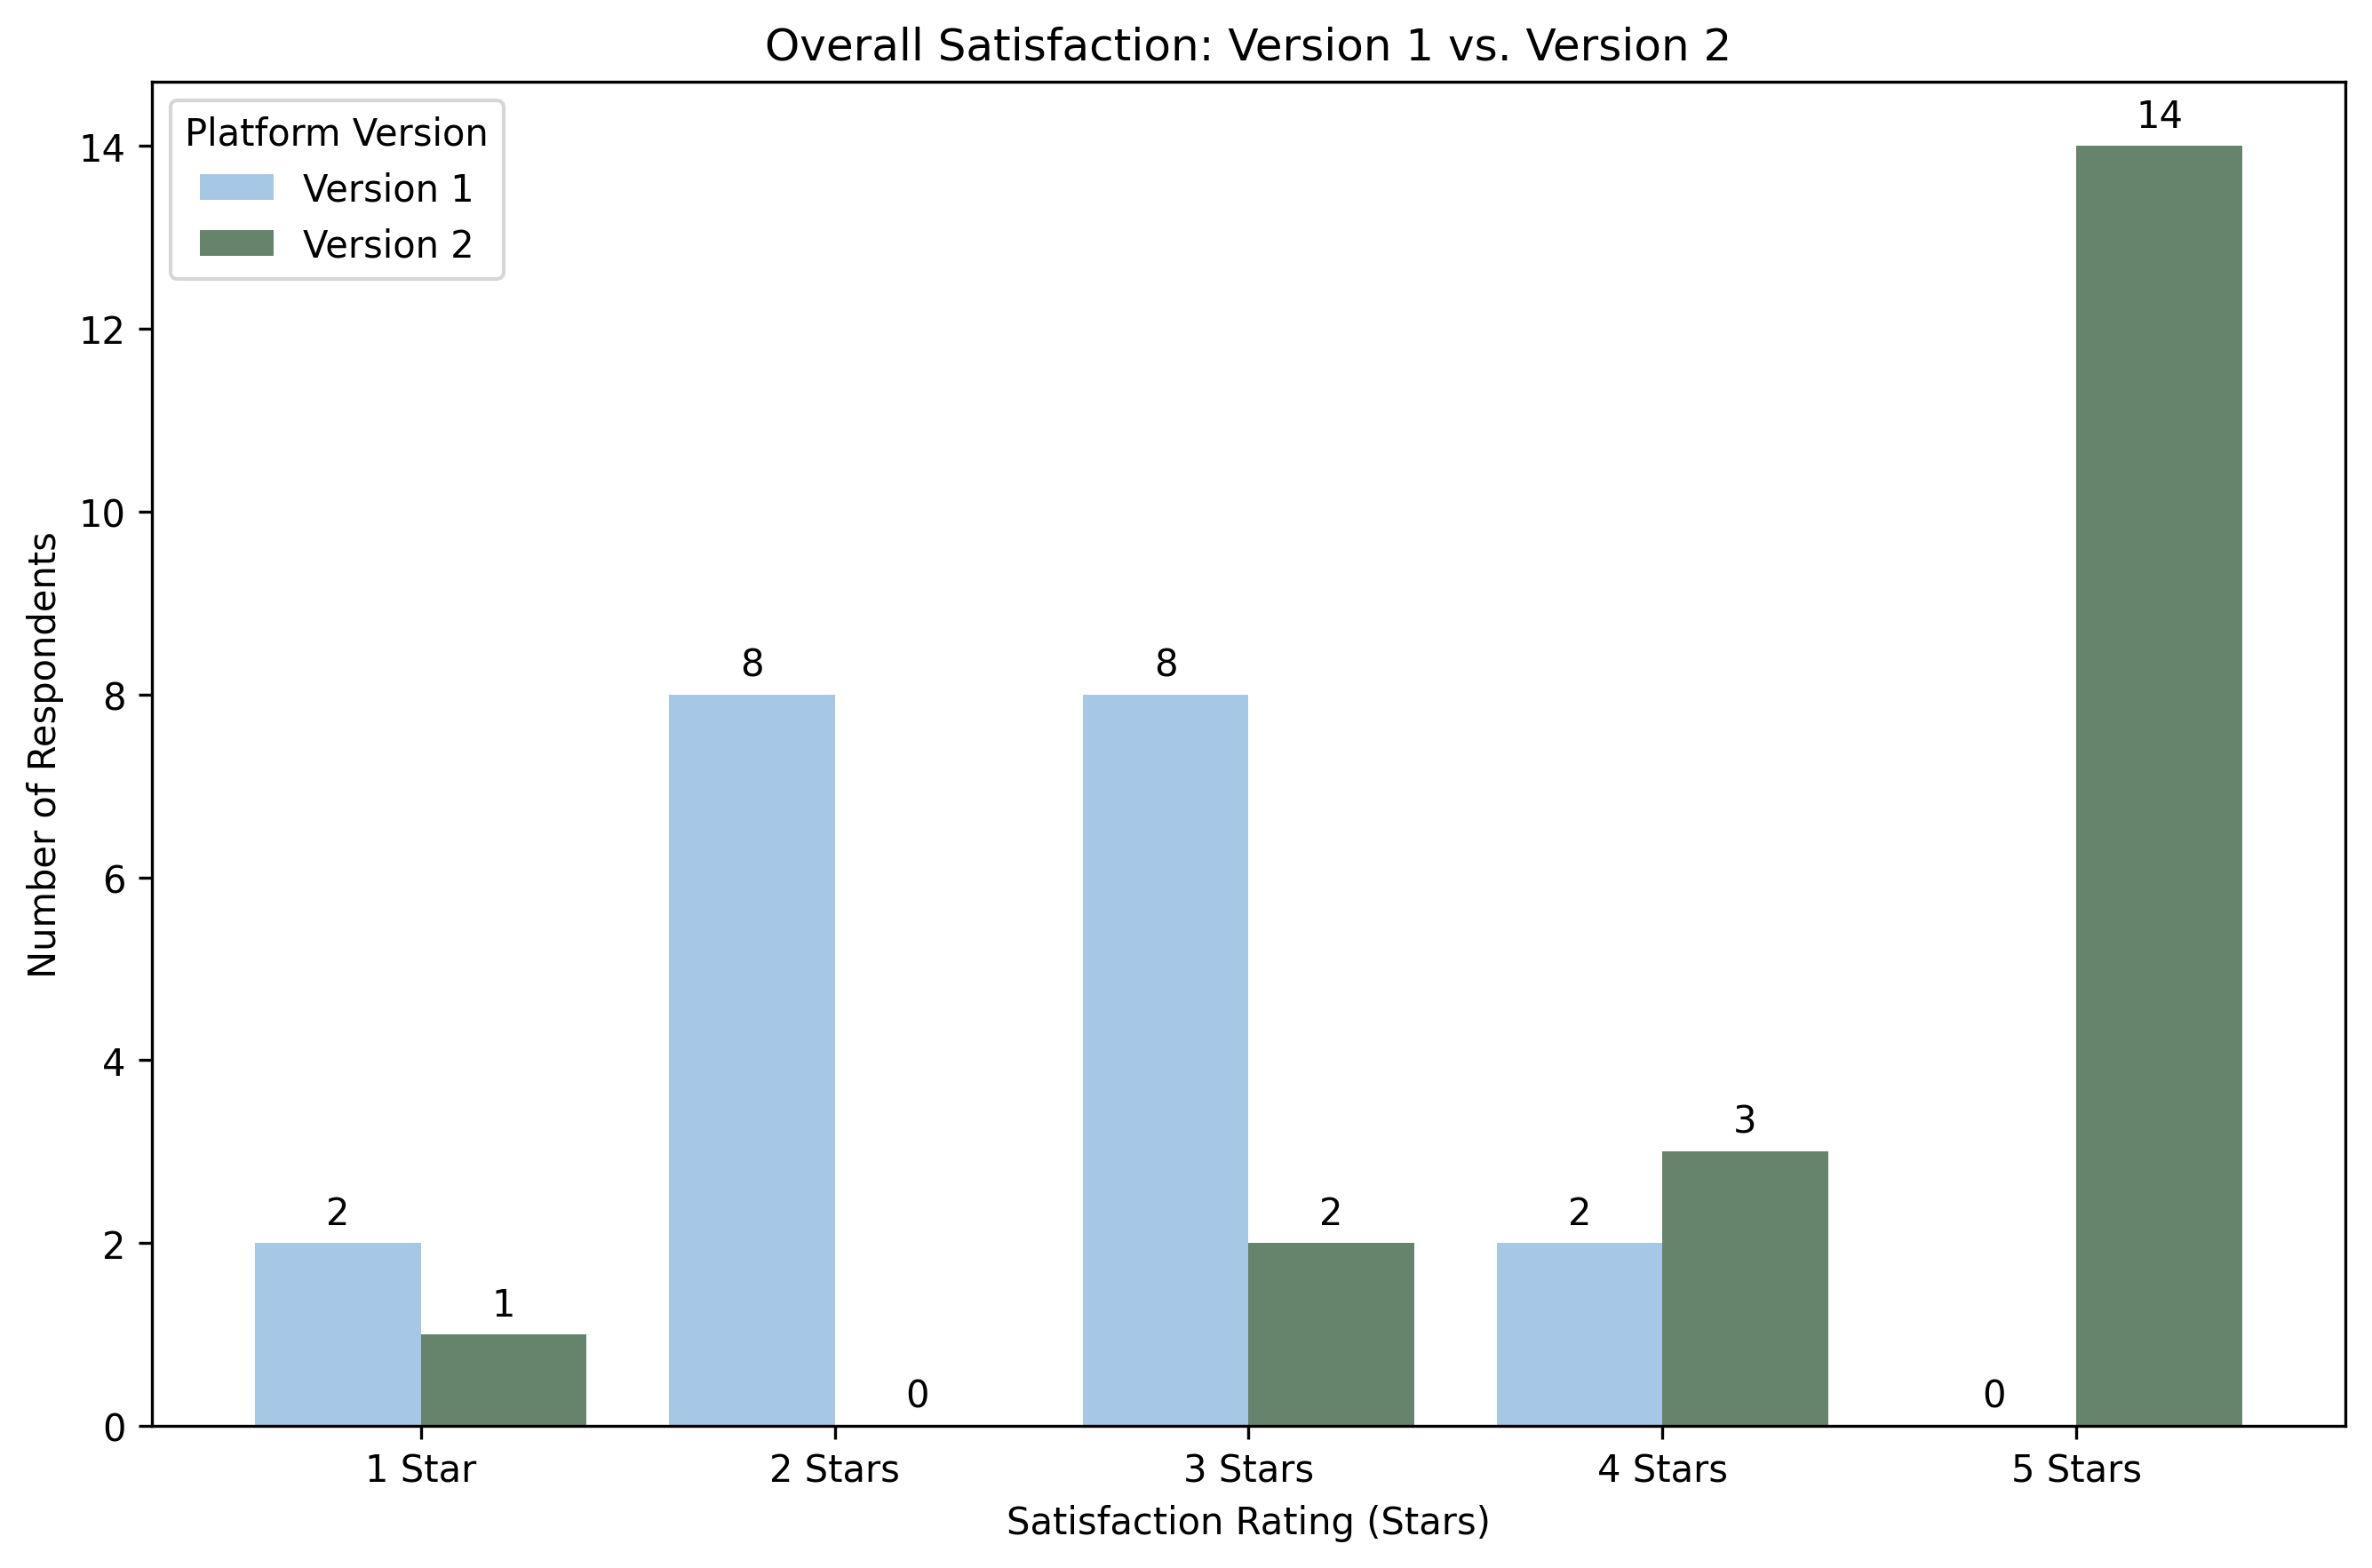 Overall Satisfaction: Version 1 vs. Version 2
Platform Version
Version 1
Version 2
Number of Respondents
14
12
10
8
6
4
2
0
2
1
8
0
8
2
2
3
0
14
1 Star
2 Stars
3 Stars
4 Stars
5 Stars
Satisfaction Rating (Stars)